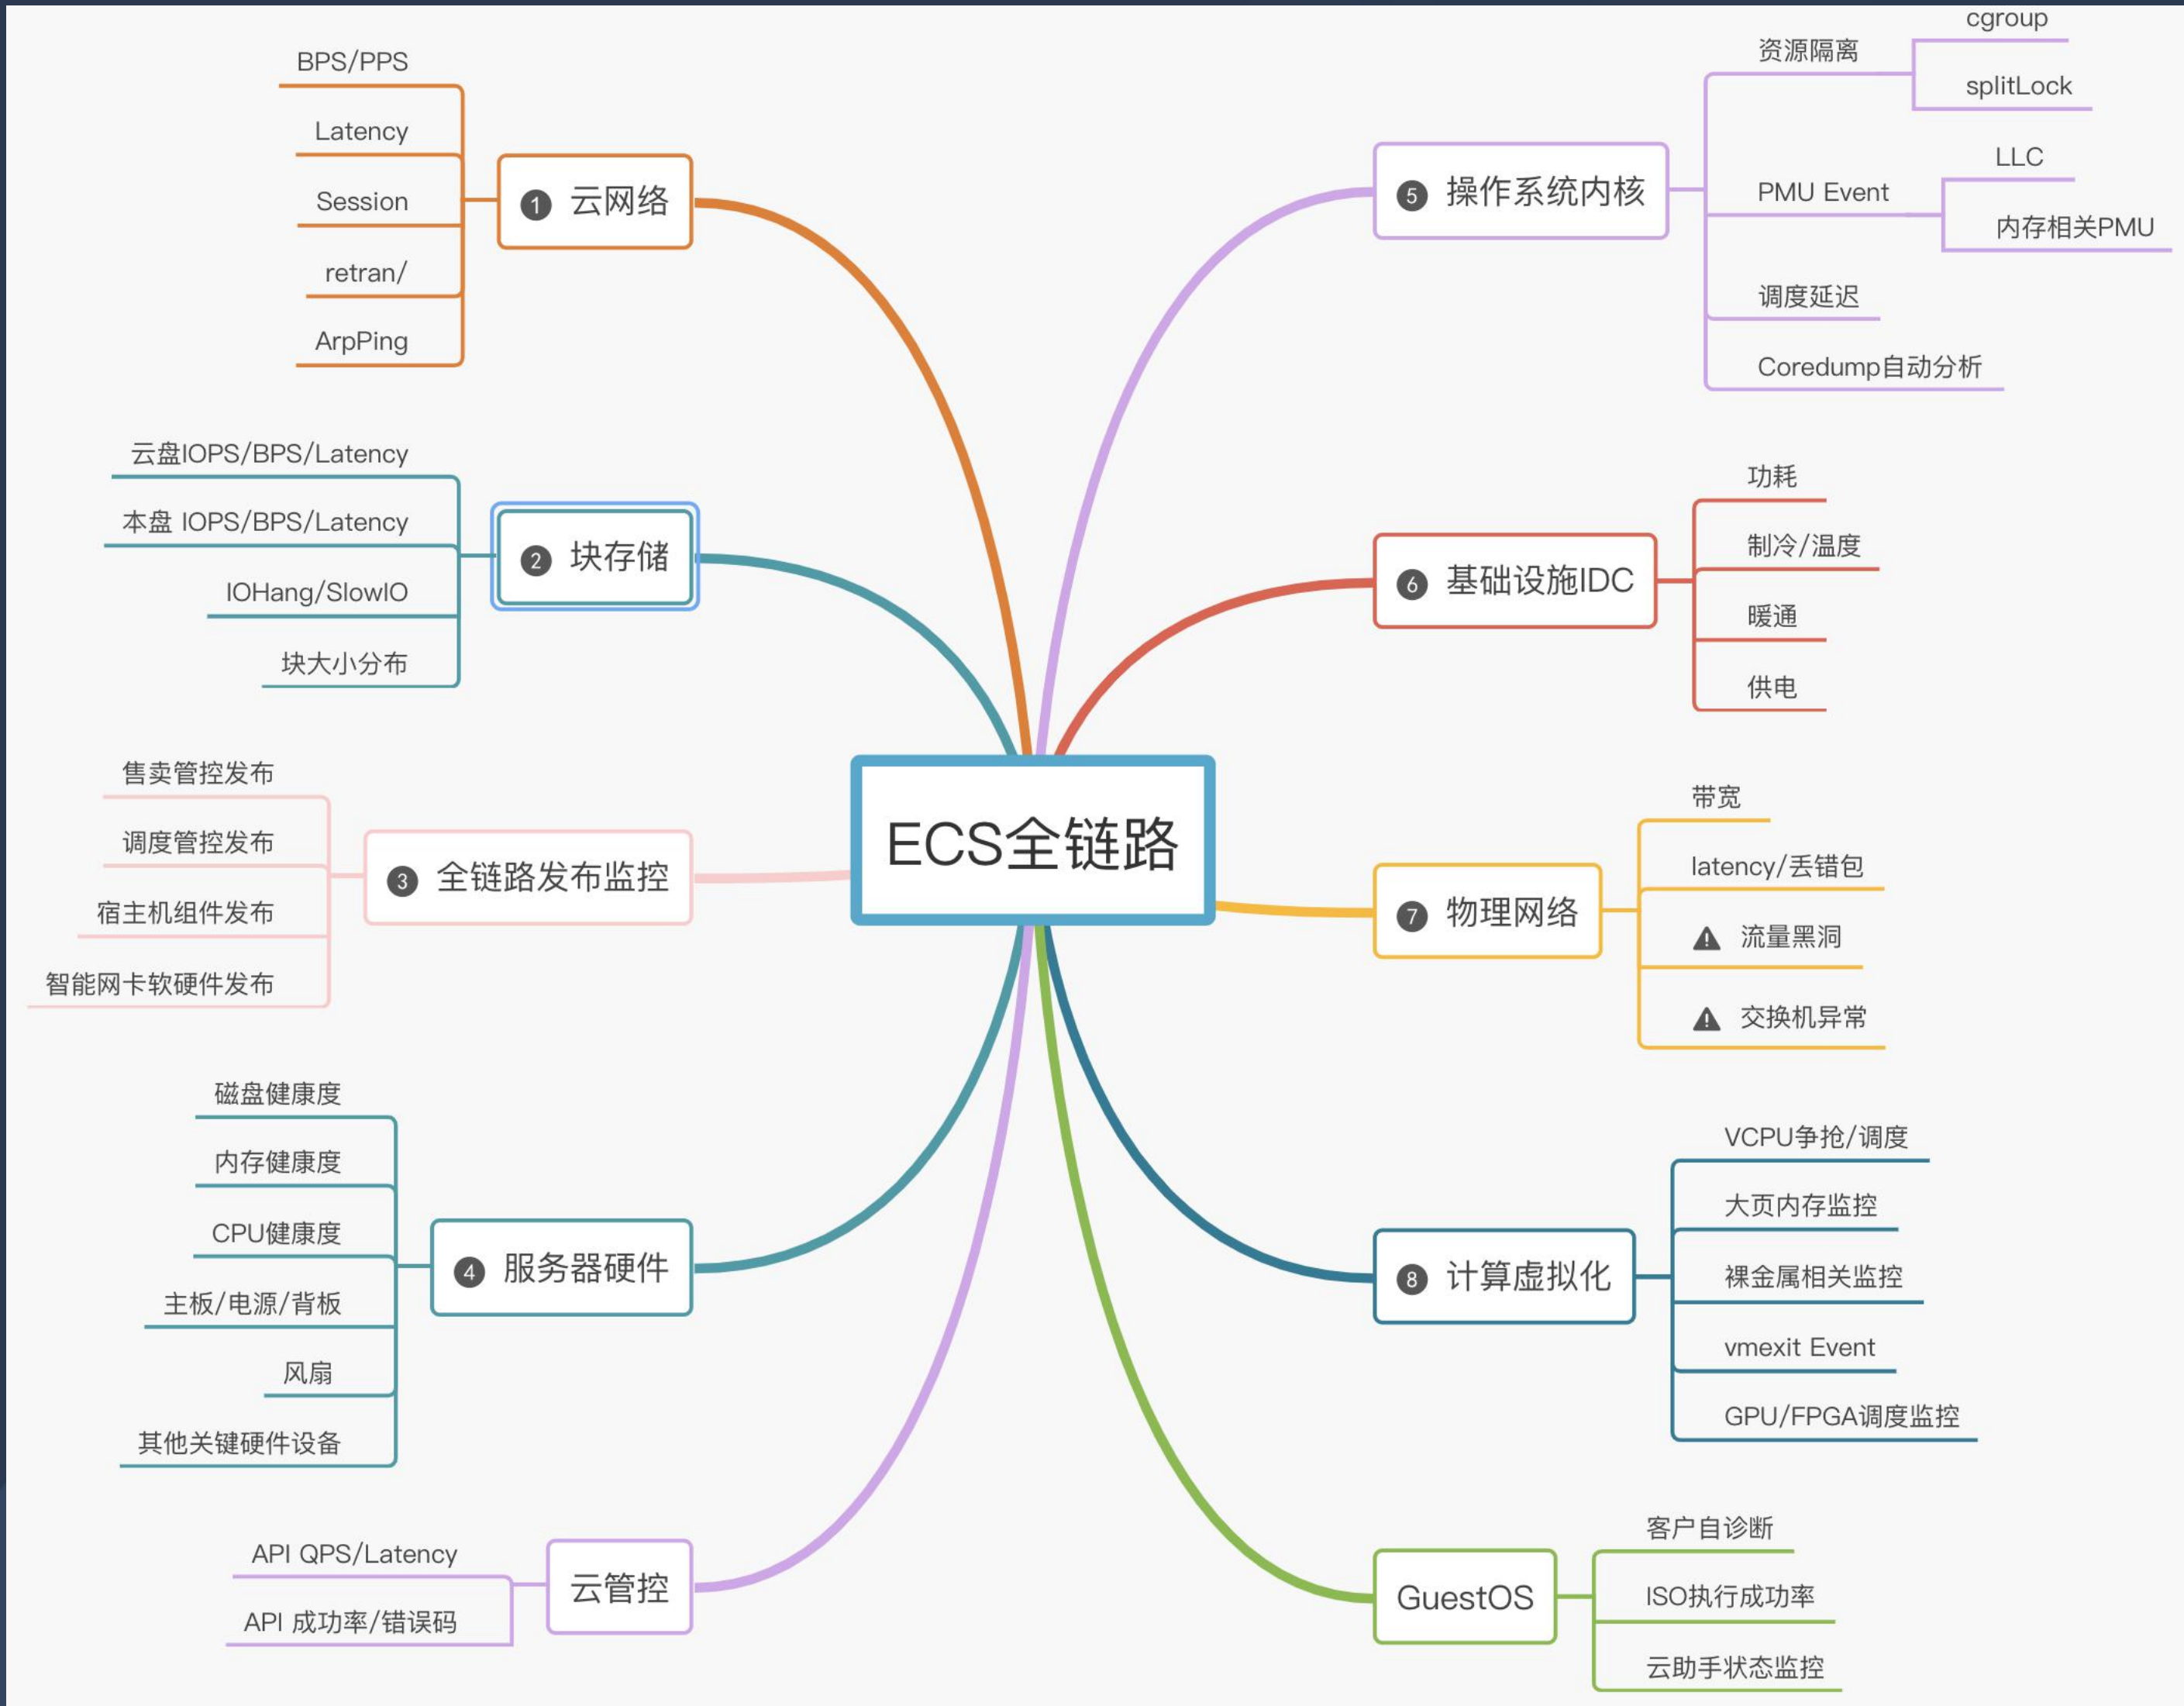 ECS全链路
1 云网络
BPS/PPS
Latency
Session
retran/
ArpPing
2 块存储
云盘IOPS/BPS/Latency
本盘 IOPS/BPS/Latency
IOHang/SlowIO
块大小分布
3 全链路发布监控
售卖管控发布
调度管控发布
宿主机组件发布
智能网卡软硬件发布
4 服务器硬件
磁盘健康度
内存健康度
CPU健康度
主板/电源/背板
风扇
其他关键硬件设备
云管控
API QPS/Latency
API 成功率/错误码
5 操作系统内核
资源隔离
cgroup
splitLock
PMU Event
LLC
内存相关PMU
调度延迟
Coredump自动分析
6 基础设施IDC
功耗
制冷/温度
暖通
供电
7 物理网络
带宽
latency/丢错包
流量黑洞
交换机异常
8 计算虚拟化
VCPU争抢/调度
大页内存监控
裸金属相关监控
vmexit Event
GPU/FPGA调度监控
GuestOS
客户自诊断
ISO执行成功率
云助手状态监控